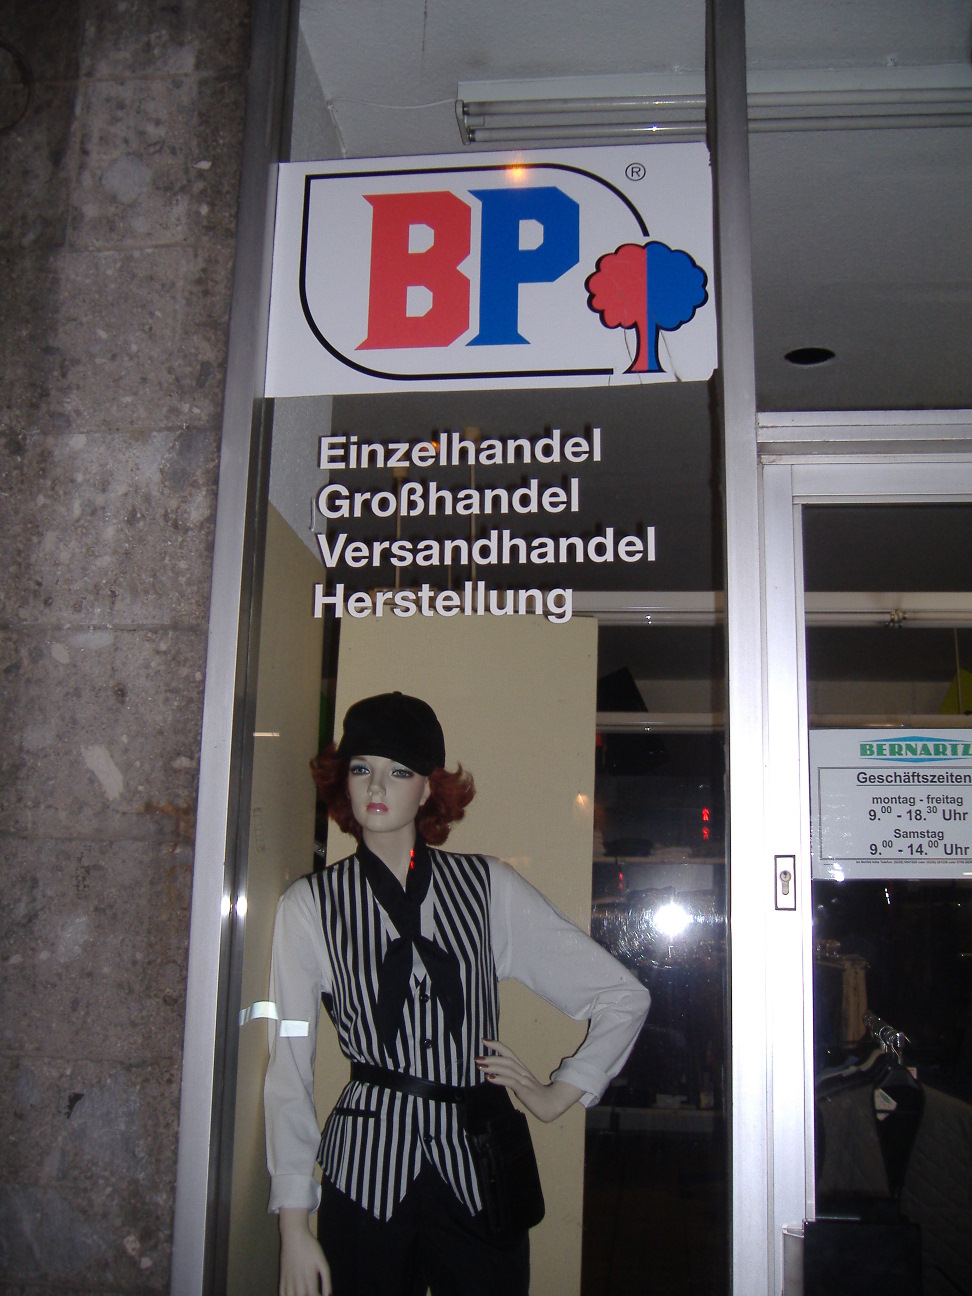 BP ®
Einzelhandel
Großhandel
Versandhandel
Herstellung
BERNARTZ
Geschäftszeiten
montag - freitag
9.00 - 18.30 Uhr
Samstag
9.00 - 14.00 Uhr